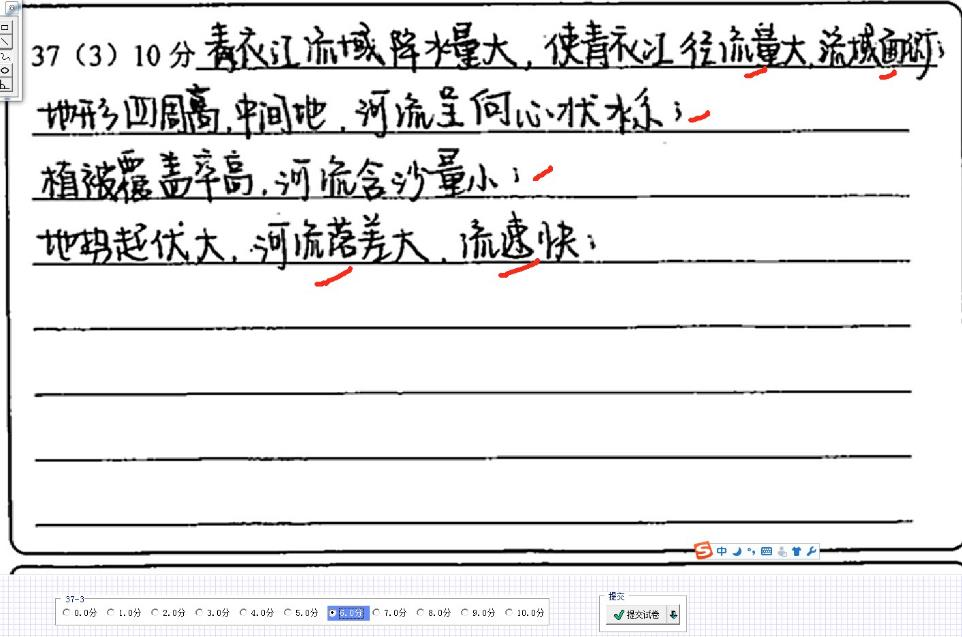 37（3）10分 青衣江流域降水量大，使青衣江径流量大，流域面积
地形四周高，中间地，河流呈向心状水系；
植被覆盖率高，河流含沙量小；
地势起伏大，河流落差大，流速快；
中
37-3
0.0分 1.0分 2.0分 3.0分 4.0分 5.0分 6.0分 7.0分 8.0分 9.0分 10.0分
提交
提交试卷